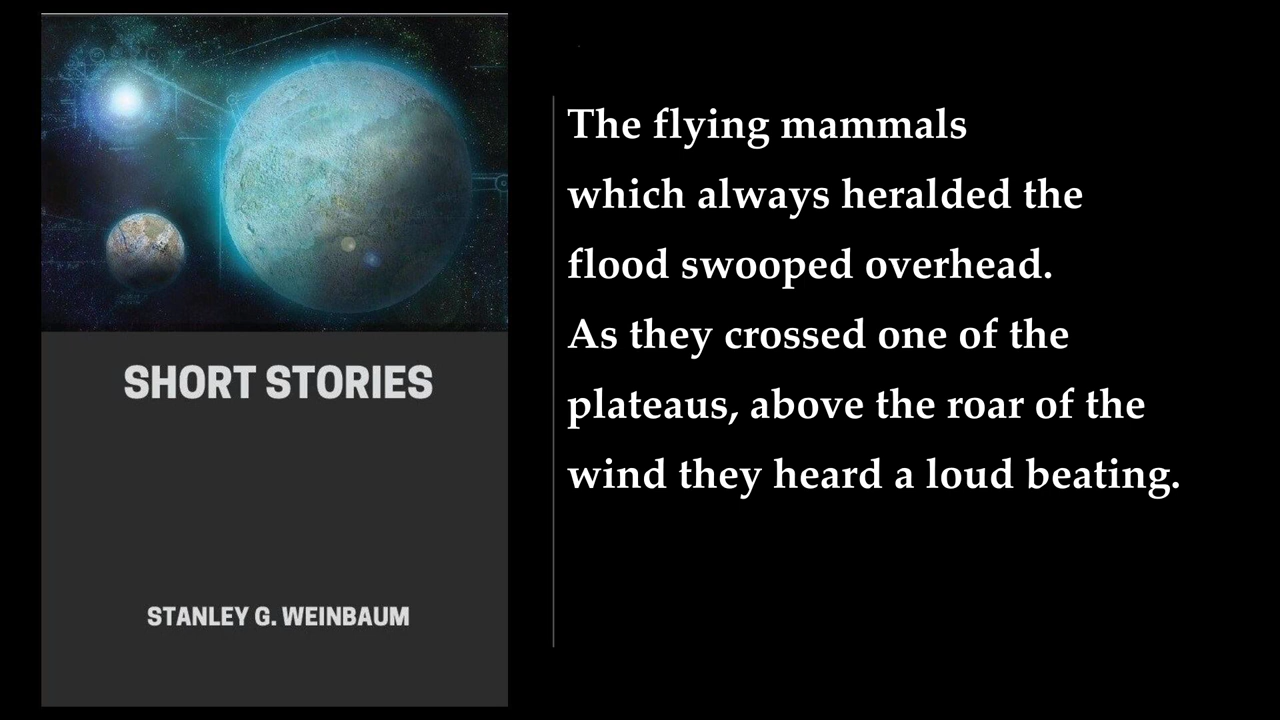 SHORT STORIES
STANLEY G. WEINBAUM
The flying mammals
which always heralded the
flood swooped overhead.
As they crossed one of the
plateaus, above the roar of the
wind they heard a loud beating.